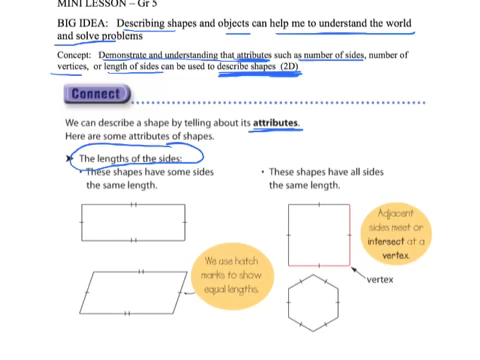 MINI LESSON – Gr 5
BIG IDEA: Describing shapes and objects can help me to understand the world
and solve problems
Concept: Demonstrate and understanding that attributes such as number of sides, number of
vertices, or length of sides can be used to describe shapes (2D)
Connect
We can describe a shape by telling about its attributes.
Here are some attributes of shapes.
➤ The lengths of the sides:
• These shapes have some sides
the same length.
• These shapes have all sides
the same length.
Adjacent
sides meet or
intersect at a
vertex.
We use hatch
marks to show
equal lengths.
vertex